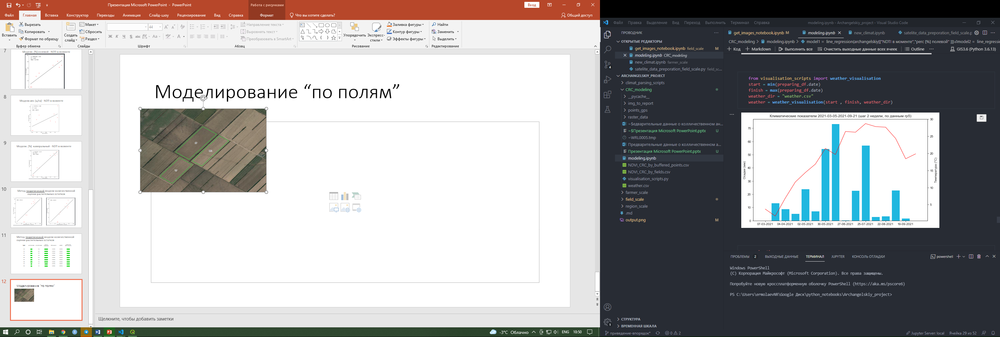 Презентация Microsoft PowerPoint - PowerPoint
Работа с рисунками
Вход
Файл
Главная
Вставка
Конструктор
Переходы
Анимация
Слайд-шоу
Рецензирование
Вид
Справка
Формат
Что вы хотите сделать?
Общий доступ
Вставить
Вырезать
Копировать
Формат по образцу
Буфер обмена
Создать слайд
Макет
Сбросить
Раздел
Слайды
44
Шрифт
Направление текста
Выровнять текст
Преобразовать в SmartArt
Абзац
Упорядочить
Экспресс-стили
Заливка фигуры
Контур фигуры
Эффекты фигуры
Рисование
Найти
Заменить
Выделить
Редактирование
7
Модели. [%] полевой - NDTI в моменте
8
Модели.вес [ц/га] - NDTI в моменте
9
Модели. [%] камеральный - NDTI в моменте
10
Метод теоретической модели количественной
оценки растительных остатков
11
Метод теоретической модели количественной
оценки растительных остатков
12
Моделирование “по полям”
Моделирование “по полям”
Щелкните, чтобы добавить заметки
-3°C Облачно
ENG
10:50
Файл Правка Выделение Вид Переход Выполнить Терминал Справка
modeling.ipynb - Archangelskiy_project - Visual Studio Code
ПРОВОДНИК
ОТКРЫТЫЕ РЕДАКТОРЫ
get_images_notebook.ipynb field_scale M
modeling.ipynb CRC_modeling
new_climat.ipynb farmer_scale
satelite_data_preporation_field_scale.py field_sc...
ARCHANGELSKIY_PROJECT
climat_parsing_scripts
CRC_modeling
__pycache__
img_to_report
points_gps
raster_data
~$едварительные данные о колличественном ан...
~$Презентация Microsoft PowerPoint.pptx U
~WRL0005.tmp
Предварительные данные о колличественном а...
Презентация Microsoft PowerPoint.pptx U
modeling.ipynb
NDVI_CRC_by_buffered_points.csv
NDVI_CRC_by_fields.csv
visualisation_scripts.py
weather.csv
farmer_scale
field_scale
region_scale
.md
output.png M
СТРУКТУРА
ВРЕМЕННАЯ ШКАЛА
get_images_notebook.ipynb M
modeling.ipynb
new_climat.ipynb
satelite_data_preporation_field_scale.p
CRC_modeling > modeling.ipynb > model1 = line_regression(archangelskiy[["NDTI в моменте","perc [%] полевой" ]]) model2 = line_regress
Код
Markdown
Выполнить все
Очистить выходные данные всех ячеек
Outline
GIS3.6 (Python 3.6.13)
from visualisation_scripts import weather_visualisation
start = min(preparing_df.date)
finish = max(preparing_df.date)
weather_dir = "weather.csv"
weather = weather_visualisation(start , finish, weather_dir)
Климатические показатели 2021-03-05-2021-09-21 (шаг 2 недели, по данным rp5)
Осадки (мм)
70
60
50
40
30
20
10
0
30
25
20
15
10
5
Температура (°C)
07-03-2021 04-04-2021 02-05-2021 30-05-2021 27-06-2021 25-07-2021 22-08-2021 19-09-2021
ПРОБЛЕМЫ 2 ВЫХОДНЫЕ ДАННЫЕ ТЕРМИНАЛ JUPYTER КОНСОЛЬ ОТЛАДКИ
powershell
Windows PowerShell
(C) Корпорация Майкрософт (Microsoft Corporation). Все права защищены.
Попробуйте новую кроссплатформенную оболочку PowerShell (https://aka.ms/pscore6)
PS C:\Users\ermolaevNR\Google Диск\python_notebooks\Archangelskiy_project>
приведение-впорядок*
0
2
Jupyter Server: local
Ячейка 29 из 52